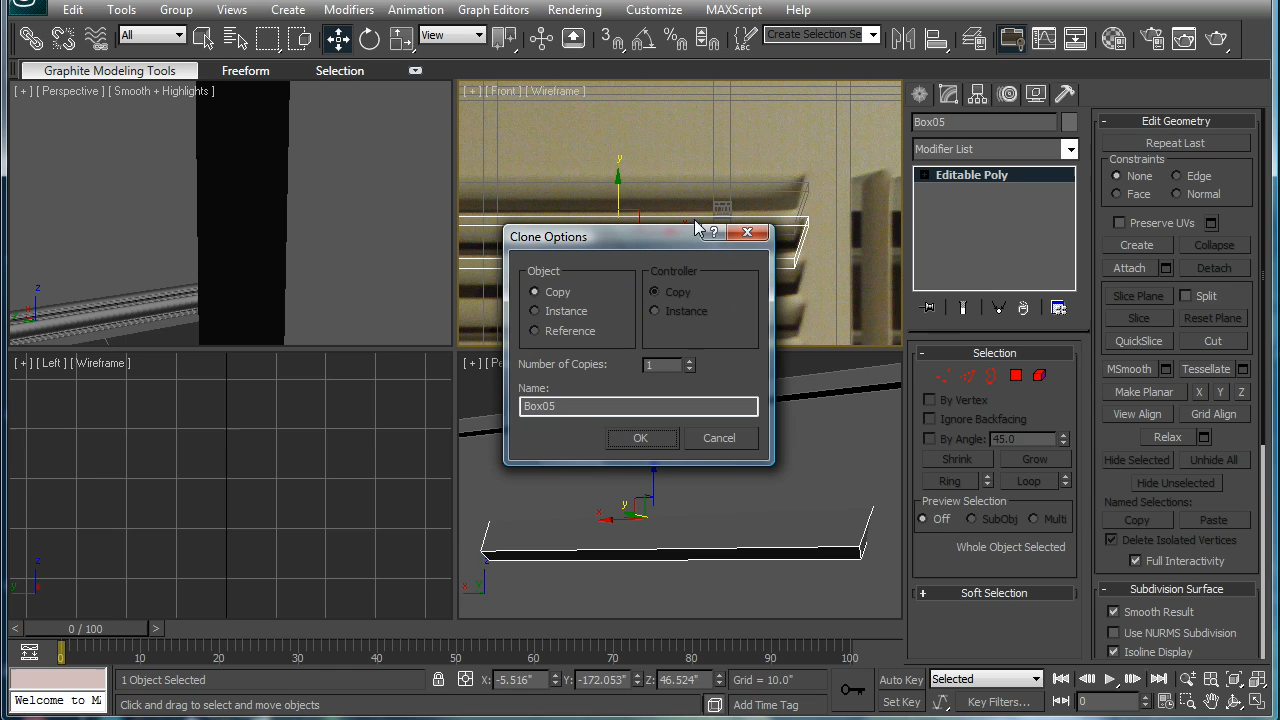 Edit Tools Group Views Create Modifiers Animation Graph Editors Rendering Customize MAXScript Help
All View 3 Create Selection Se
Graphite Modeling Tools Freeform Selection
[ + ] [ Perspective ] [ Smooth + Highlights ]
[ + ] [ Front ] [ Wireframe ]
Box05
Modifier List
Editable Poly
- Edit Geometry
Repeat Last
Constraints
None Edge
Face Normal
Preserve UVs
Create Collapse
Attach Detach
Slice Plane Split
Slice Reset Plane
QuickSlice Cut
MSmooth Tessellate
Make Planar X Y Z
View Align Grid Align
Relax
Hide Selected Unhide All
Hide Unselected
Named Selections:
Copy Paste
Delete Isolated Vertices
Full Interactivity
- Subdivision Surface
Smooth Result
Use NURMS Subdivision
Isoline Display
- Selection
By Vertex
Ignore Backfacing
By Angle: 45.0
Shrink Grow
Ring Loop
Preview Selection
Off SubObj Multi
Whole Object Selected
+ Soft Selection
Clone Options
?
Object
Copy
Instance
Reference
Controller
Copy
Instance
Number of Copies: 1
Name:
Box05
OK Cancel
y
z
[ + ] [ Left ] [ Wireframe ]
z
y
x
y
z
x
< 0 / 100 >
0 10 20 30 40 50 60 70 80 90 100
1 Object Selected X: -5.516" Y: -172.053" Z: 46.524" Grid = 10.0" Auto Key Selected
Welcome to M Click and drag to select and move objects Add Time Tag Set Key Key Filters... 0